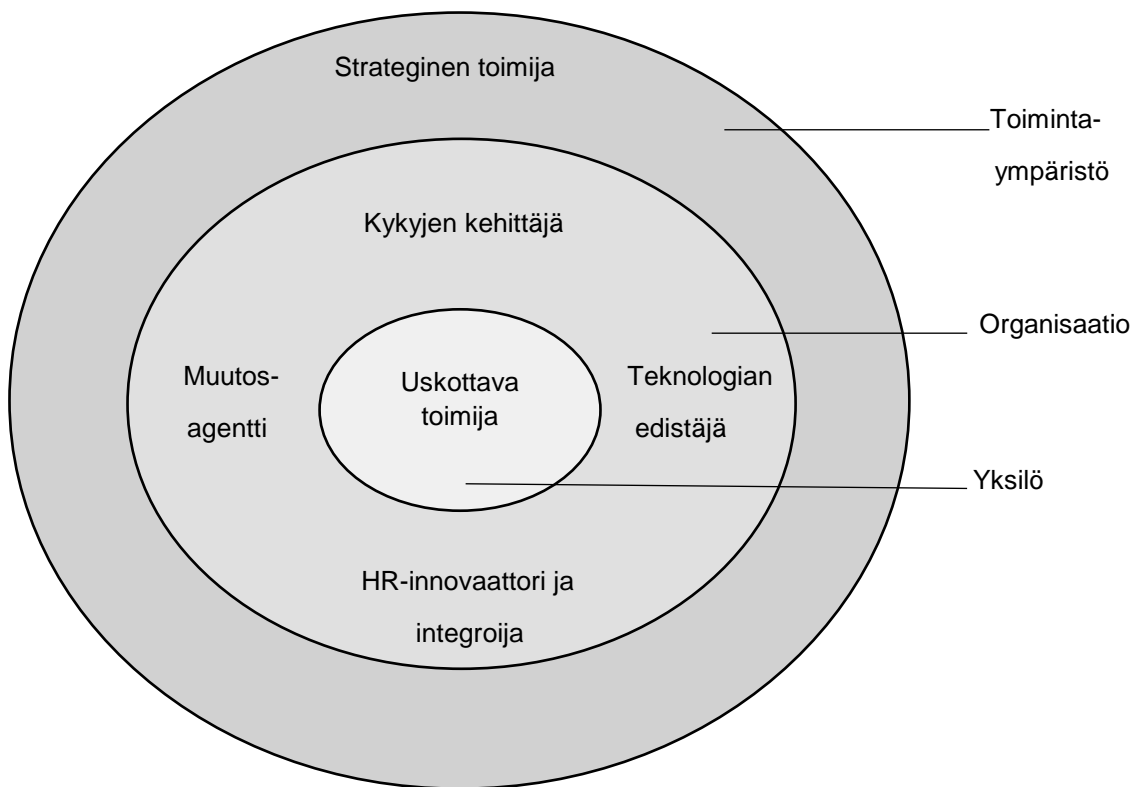 Strateginen toimija
Toiminta-
ympäristö
Kykyjen kehittäjä
Organisaatio
Muutos-
agentti
Uskottava
toimija
Teknologian
edistäjä
Yksilö
HR-innovaattori ja
integroija